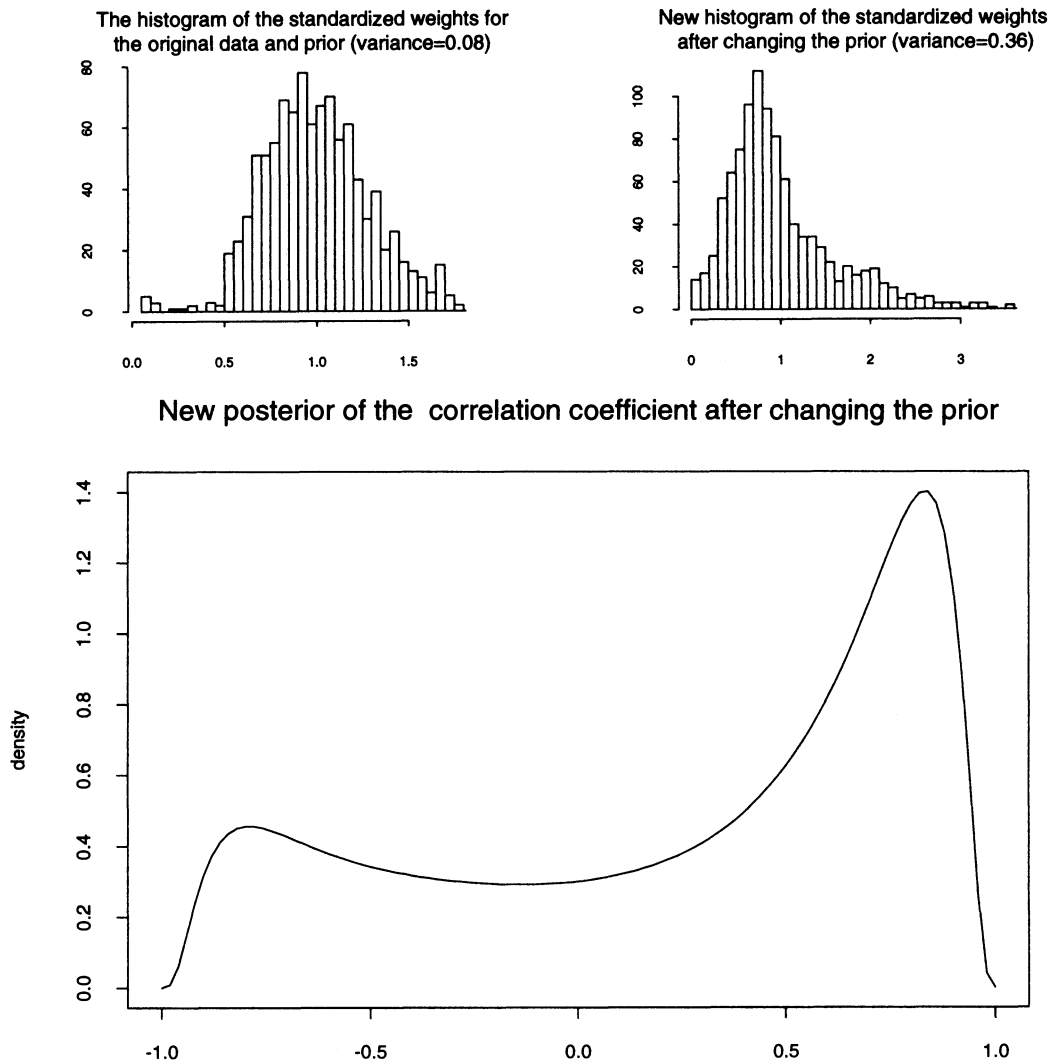 The histogram of the standardized weights for
the original data and prior (variance=0.08)
80
60
40
20
0
0.0 0.5 1.0 1.5
New histogram of the standardized weights
after changing the prior (variance=0.36)
100
80
60
40
20
0
0 1 2 3
New posterior of the correlation coefficient after changing the prior
density
1.4
1.2
1.0
0.8
0.6
0.4
0.2
0.0
-1.0 -0.5 0.0 0.5 1.0